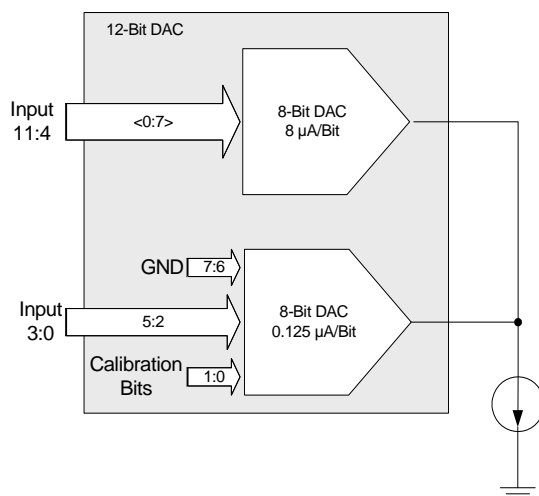 12-Bit DAC
Input
11:4
<0:7>
8-Bit DAC
8 µA/Bit
GND
7:6
Input
3:0
5:2
8-Bit DAC
0.125 µA/Bit
Calibration
Bits
1:0